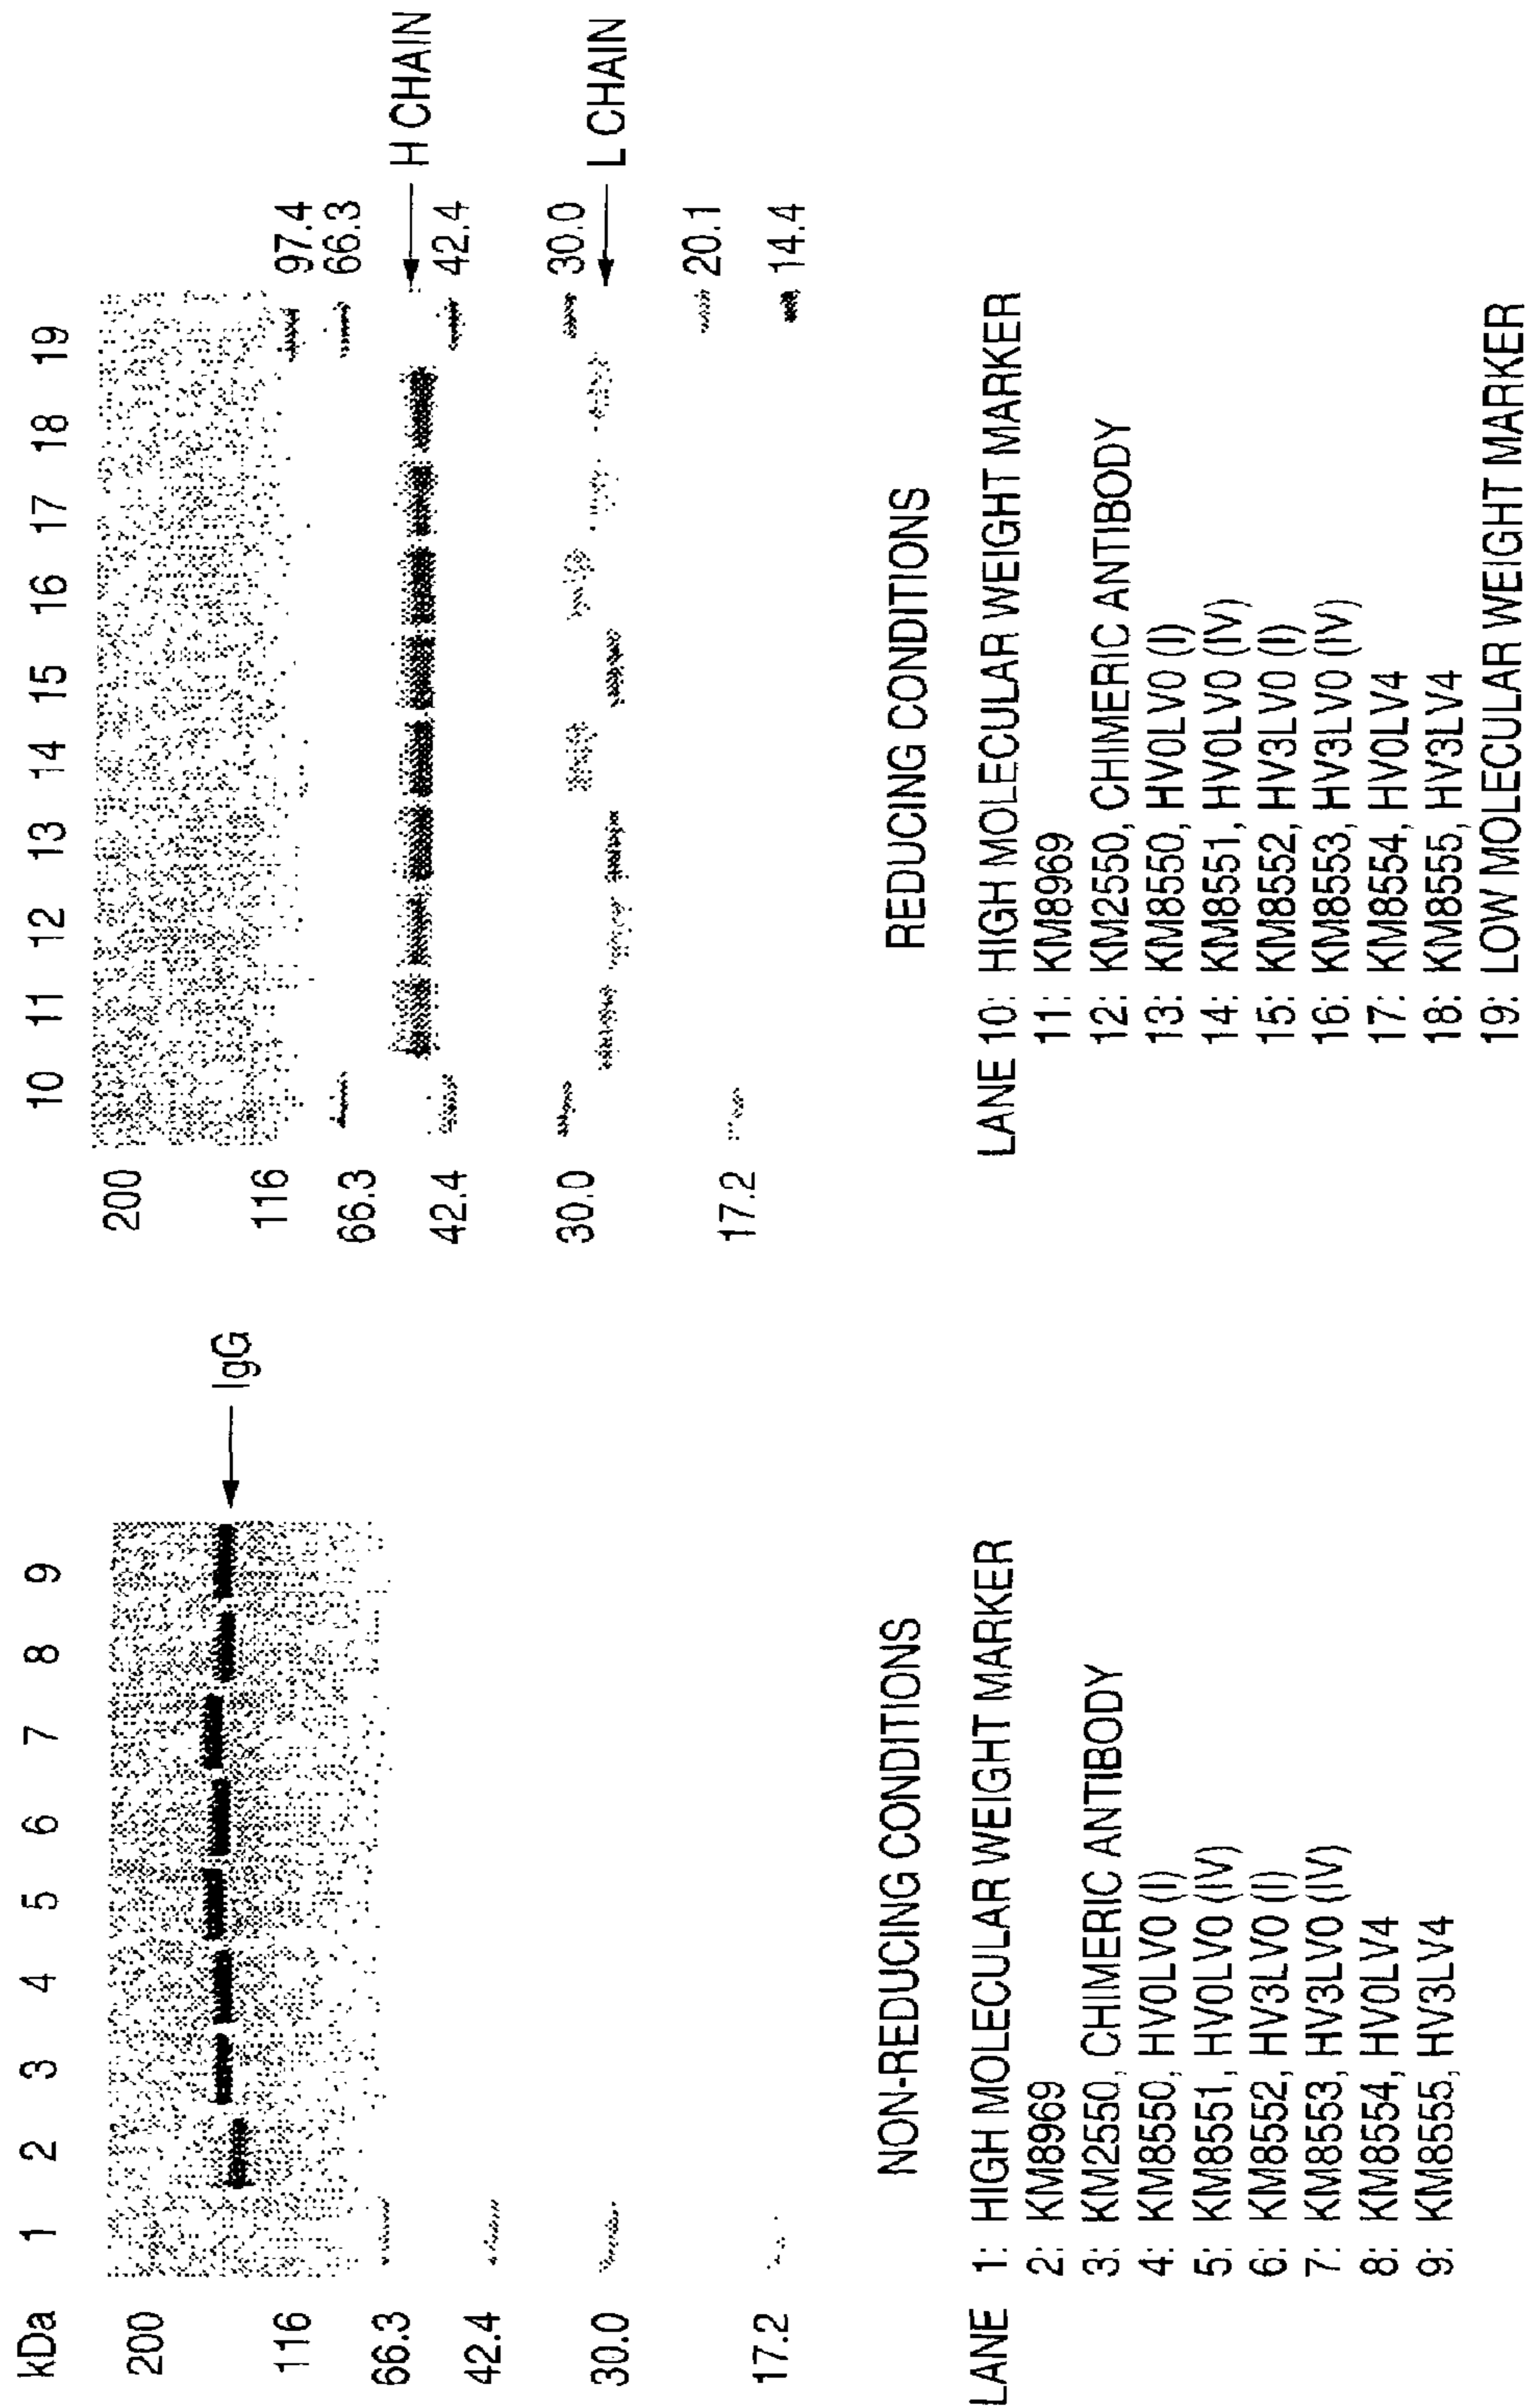 kDa 1 2 3 4 5 6 7 8 9
200
116
66.3
42.4
30.0
17.2
IgG
NON-REDUCING CONDITIONS
LANE 1: HIGH MOLECULAR WEIGHT MARKER
2: KM8969
3: KM2550, CHIMERIC ANTIBODY
4: KM8550, HV0LV0 (I)
5: KM8551, HV0LV0 (IV)
6: KM8552, HV3LV0 (I)
7: KM8553, HV3LV0 (IV)
8: KM8554, HV0LV4
9: KM8555, HV3LV4
10 11 12 13 14 15 16 17 18 19
200
116
66.3
42.4
30.0
17.2
97.4
66.3
H CHAIN
42.4
30.0
L CHAIN
20.1
14.4
REDUCING CONDITIONS
LANE 10: HIGH MOLECULAR WEIGHT MARKER
11: KM8969
12: KM2550, CHIMERIC ANTIBODY
13: KM8550, HV0LV0 (I)
14: KM8551, HV0LV0 (IV)
15: KM8552, HV3LV0 (I)
16: KM8553, HV3LV0 (IV)
17: KM8554, HV0LV4
18: KM8555, HV3LV4
19: LOW MOLECULAR WEIGHT MARKER